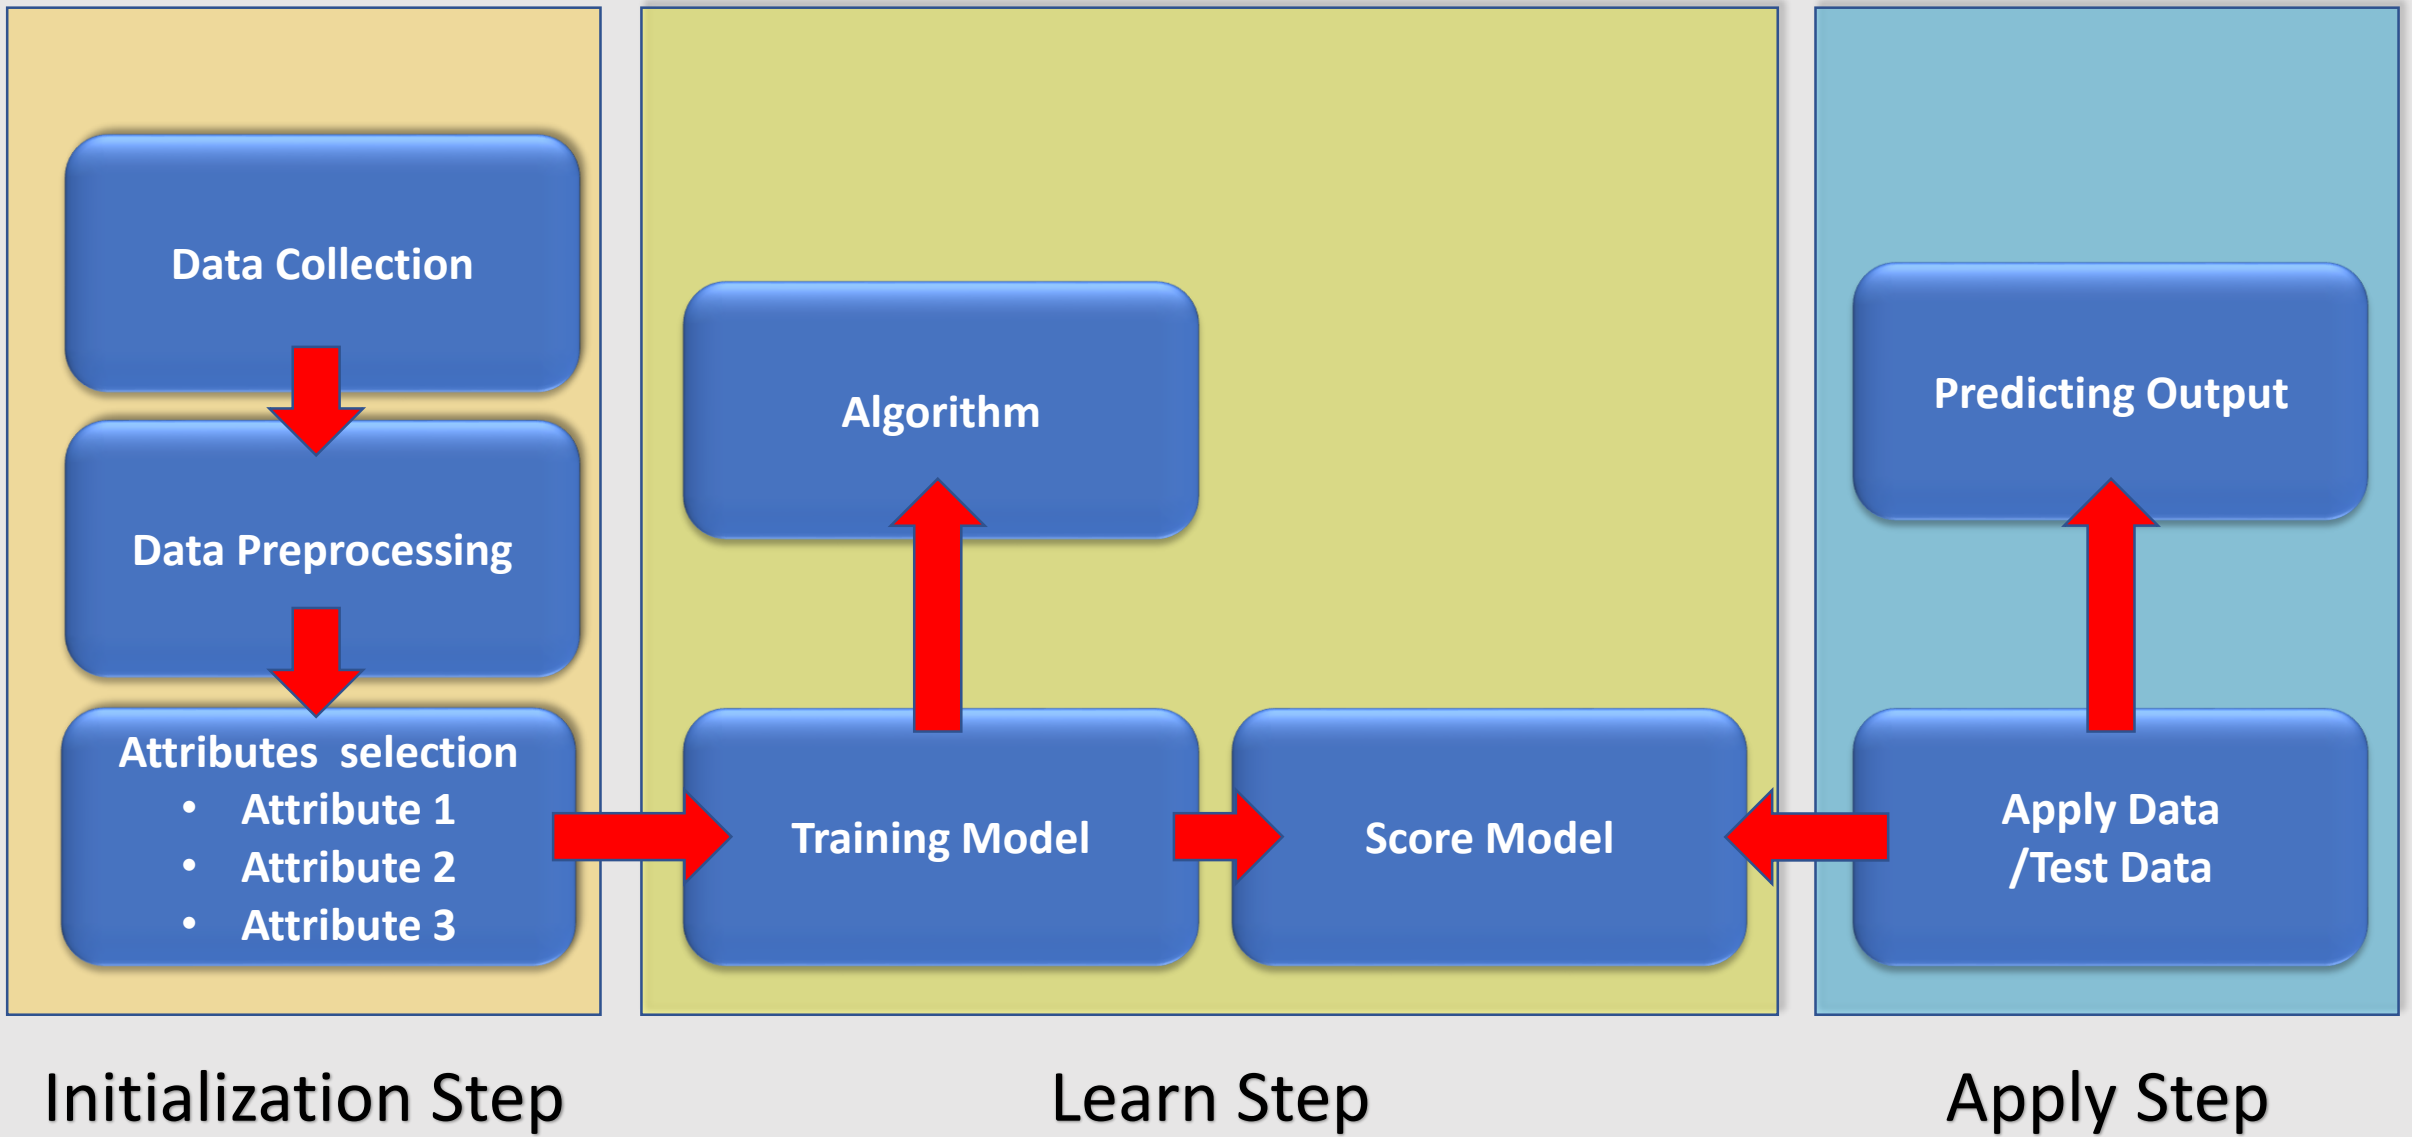 Data Collection
Data Preprocessing
Attributes  selection
• Attribute 1
• Attribute 2
• Attribute 3
Initialization Step
Algorithm
Training Model
Score Model
Learn Step
Predicting Output
Apply Data
/Test Data
Apply Step